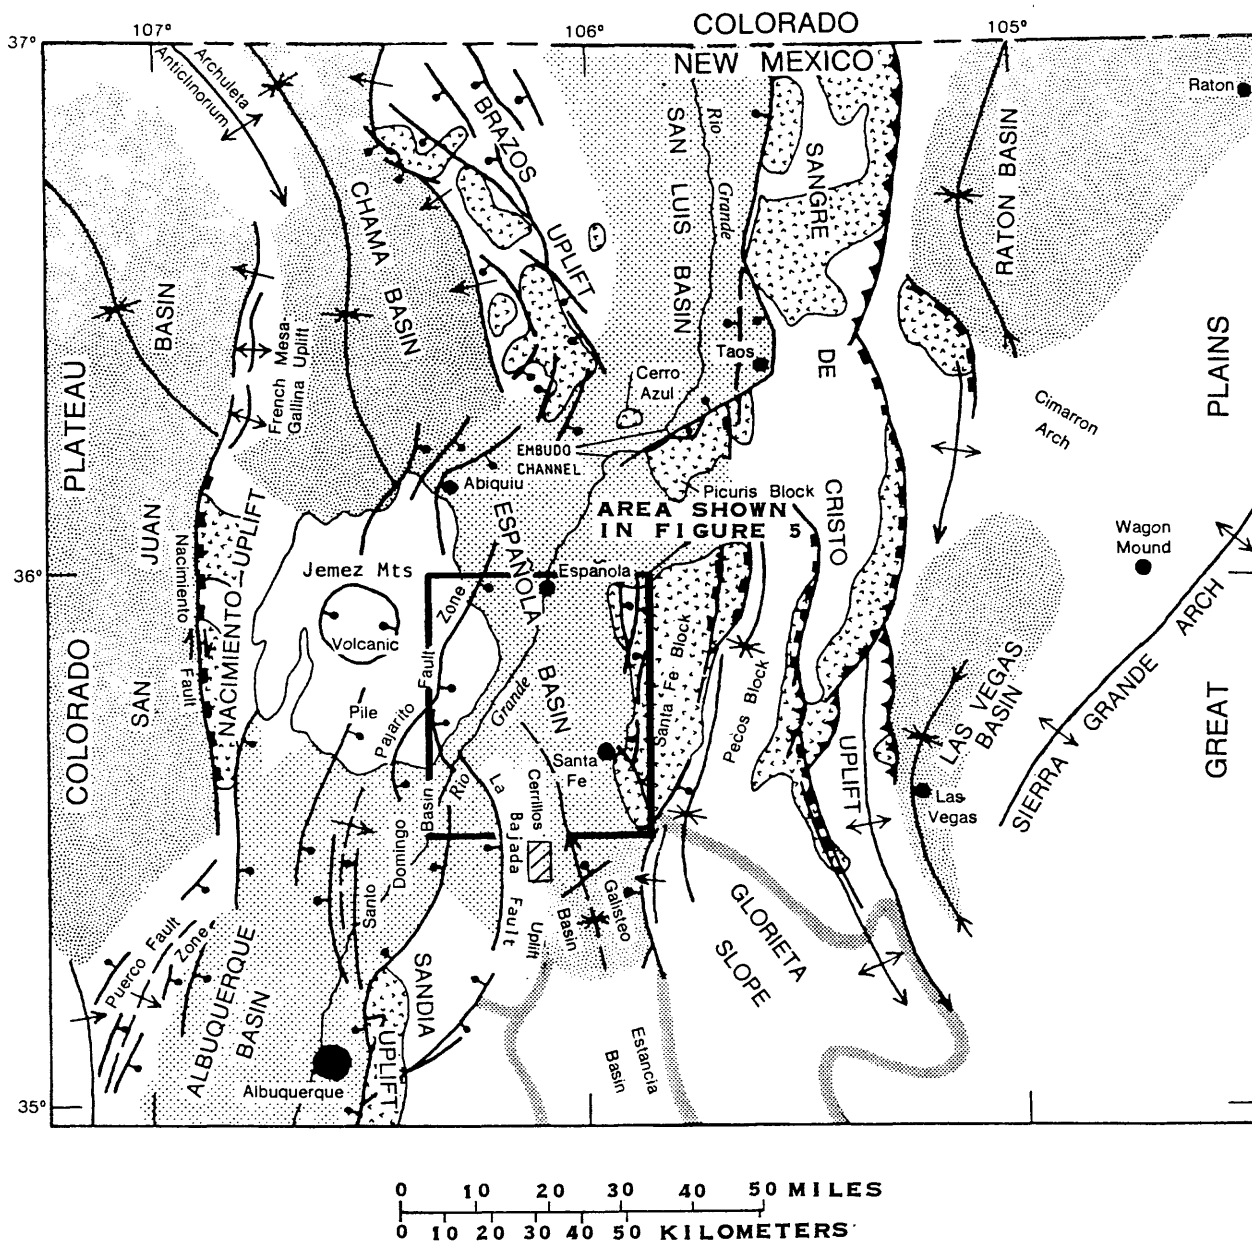 COLORADO
NEW MEXICO
107°
106°
105°
37°
36°
35°
Archuleta
Anticlinorium
BRAZOS
UPLIFT
CHAMA
BASIN
SAN LUIS BASIN
Rio
Grande
SANGRE
DE
CRISTO
UPLIFT
RATON BASIN
Raton
BASIN
JUAN
SAN
COLORADO
PLATEAU
French Mesa-
Gallina Uplift
Taos
Cerro
Azul
EMBUDO
CHANNEL
Abiquiu
Picuris Block
AREA SHOWN
IN FIGURE 5
Cimarron
Arch
PLAINS
GREAT
Wagon
Mound
SIERRA GRANDE ARCH
LAS VEGAS
BASIN
Las
Vegas
Nacimiento
Fault
NACIMIENTO UPLIFT
Jemez Mts
Volcanic
Pile
Pajarito
Fault
Zone
ESPAÑOLA
BASIN
Espanola
Rio
Grande
Santa
Fe
Santa Fe Block
Pecos Block
La
Bajada
Fault
Cerrillos
Uplift
Galisteo
Basin
Santo
Domingo
Basin
GLORIETA
SLOPE
Estancia
Basin
SANDIA
UPLIFT
Puerco Fault
Zone
ALBUQUERQUE
BASIN
Albuquerque
0 10 20 30 40 50 MILES
0 10 20 30 40 50 KILOMETERS